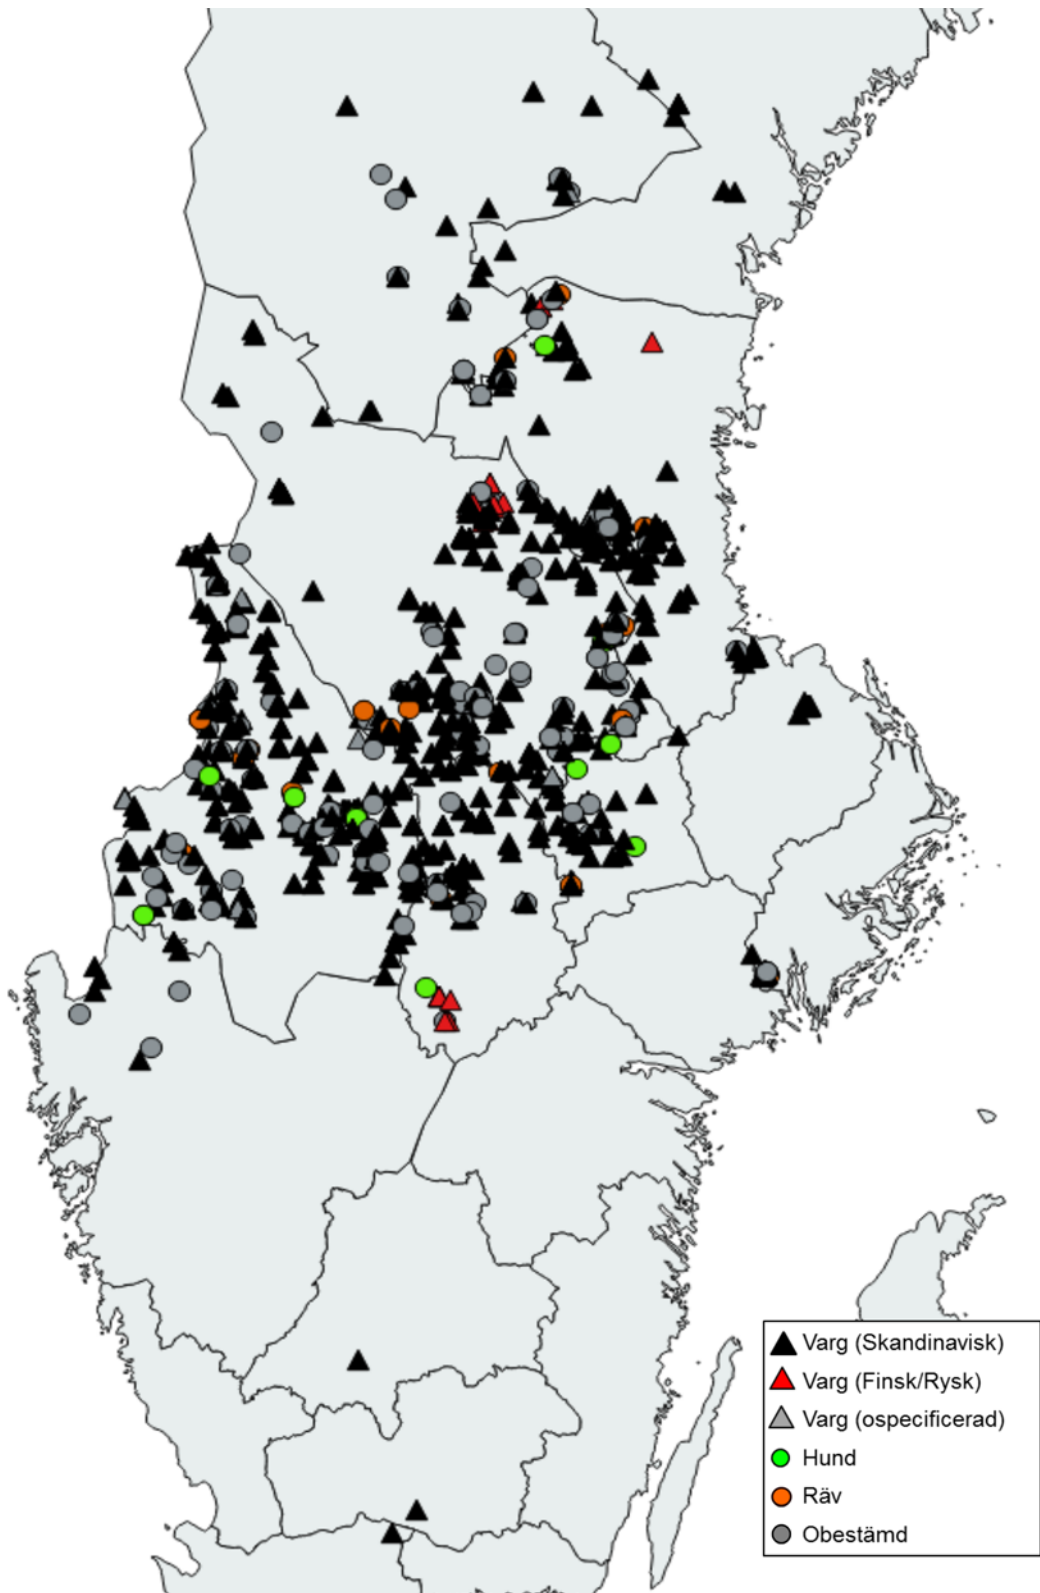 Varg (Skandinavisk)
Varg (Finsk/Rysk)
Varg (ospecificerad)
Hund
Räv
Obestämd